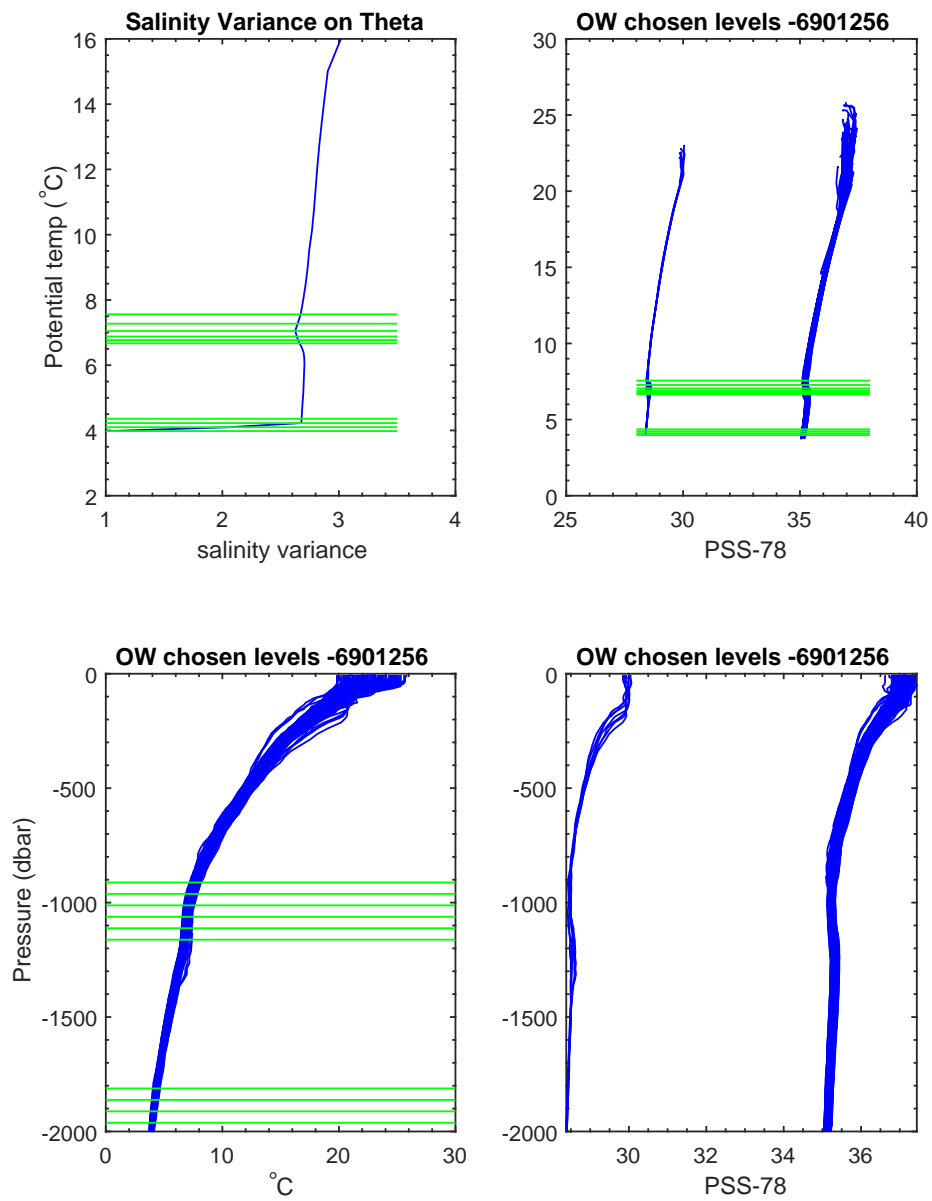 Salinity Variance on Theta
16
14
12
10
8
6
4
2
Potential temp (°C)
1 2 3 4
salinity variance
OW chosen levels -6901256
30
25
20
15
10
5
0
25 30 35 40
PSS-78
OW chosen levels -6901256
0
-500
-1000
-1500
-2000
Pressure (dbar)
0 10 20 30
°C
OW chosen levels -6901256
0
-500
-1000
-1500
-2000
30 32 34 36
PSS-78